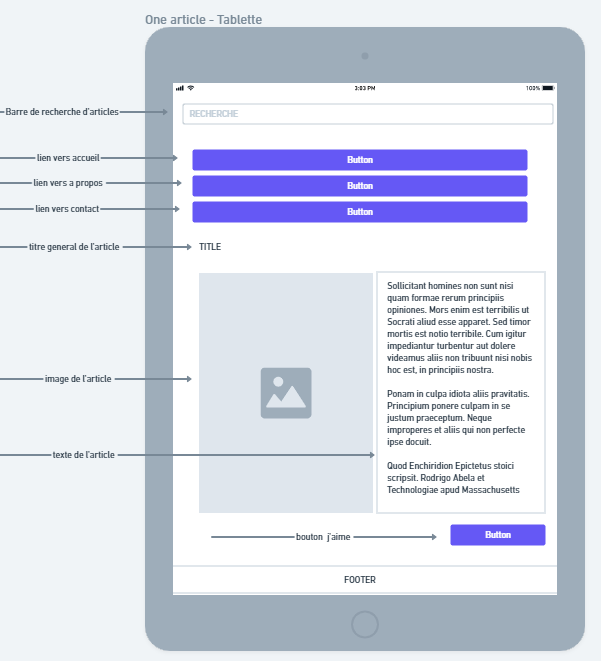 One article - Tablette
3:03 PM
100%
Barre de recherche d'articles
RECHERCHE
lien vers accueil
Button
lien vers a propos
Button
lien vers contact
Button
titre general de l'article
TITLE
Sollicitant homines non sunt nisi
quam formae rerum principiis
opiniones. Mors enim est terribilis ut
Socrati aliud esse apparet. Sed timor
mortis est notio terribile. Cum igitur
impediantur turbentur aut dolere
videamus aliis non tribuunt nisi nobis
hoc est, in principiis nostra.
image de l'article
Ponam in culpa idiota aliis pravitatis.
Principium ponere culpam in se
justum praeceptum. Neque
improperes et aliis qui non perfecte
ipse docuit.
texte de l'article
Quod Enchiridion Epictetus stoici
scripsit. Rodrigo Abela et
Technologiae apud Massachusetts
bouton j'aime
Button
FOOTER